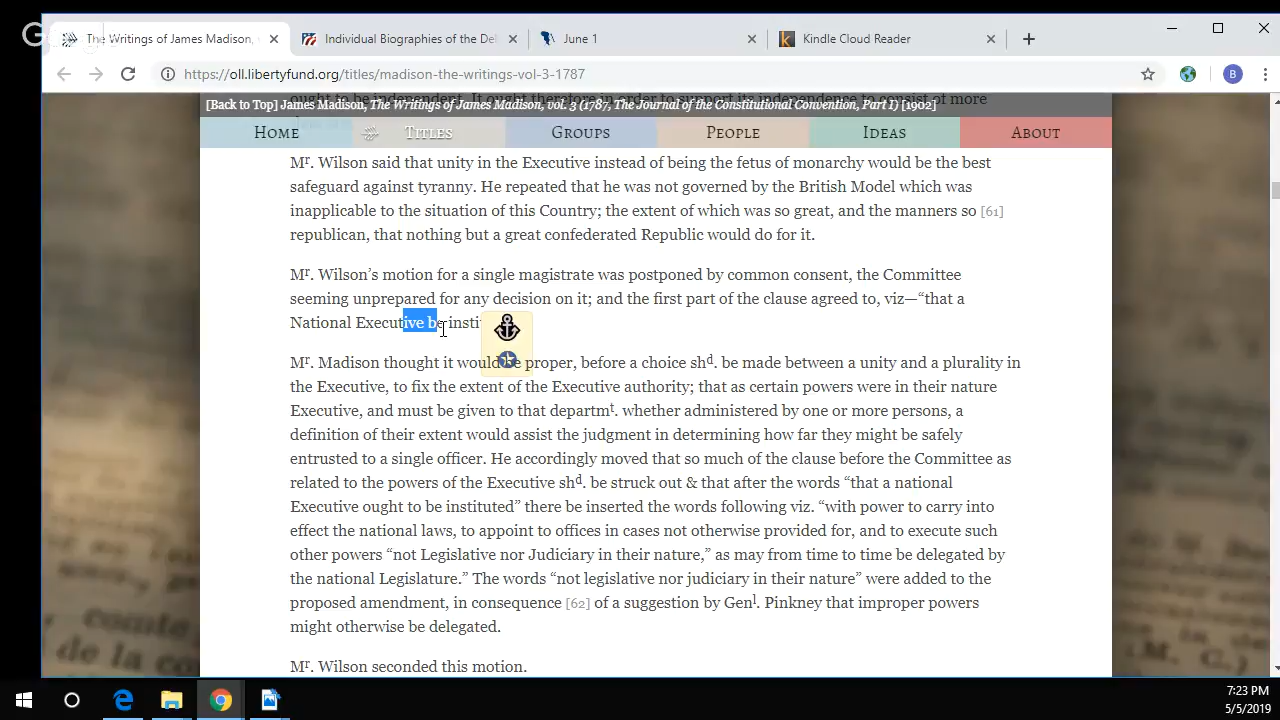 The Writings of James Madison,
Individual Biographies of the Del
June 1
Kindle Cloud Reader
https://oll.libertyfund.org/titles/madison-the-writings-vol-3-1787
B
ought to be independent. It ought therefore in order to support its independence to consist of more
[Back to Top] James Madison, The Writings of James Madison, vol. 3 (1787, The Journal of the Constitutional Convention, Part I) [1902]
HOME TITLES GROUPS PEOPLE IDEAS ABOUT
Mr. Wilson said that unity in the Executive instead of being the fetus of monarchy would be the best
safeguard against tyranny. He repeated that he was not governed by the British Model which was
inapplicable to the situation of this Country; the extent of which was so great, and the manners so [61]
republican, that nothing but a great confederated Republic would do for it.
Mr. Wilson’s motion for a single magistrate was postponed by common consent, the Committee
seeming unprepared for any decision on it; and the first part of the clause agreed to, viz—“that a
National Executive be insti
Mr. Madison thought it would be proper, before a choice shd. be made between a unity and a plurality in
the Executive, to fix the extent of the Executive authority; that as certain powers were in their nature
Executive, and must be given to that departmt. whether administered by one or more persons, a
definition of their extent would assist the judgment in determining how far they might be safely
entrusted to a single officer. He accordingly moved that so much of the clause before the Committee as
related to the powers of the Executive shd. be struck out & that after the words “that a national
Executive ought to be instituted” there be inserted the words following viz. “with power to carry into
effect the national laws, to appoint to offices in cases not otherwise provided for, and to execute such
other powers “not Legislative nor Judiciary in their nature,” as may from time to time be delegated by
the national Legislature.” The words “not legislative nor judiciary in their nature” were added to the
proposed amendment, in consequence [62] of a suggestion by Genl. Pinkney that improper powers
might otherwise be delegated.
Mr. Wilson seconded this motion.
7:23 PM
5/5/2019